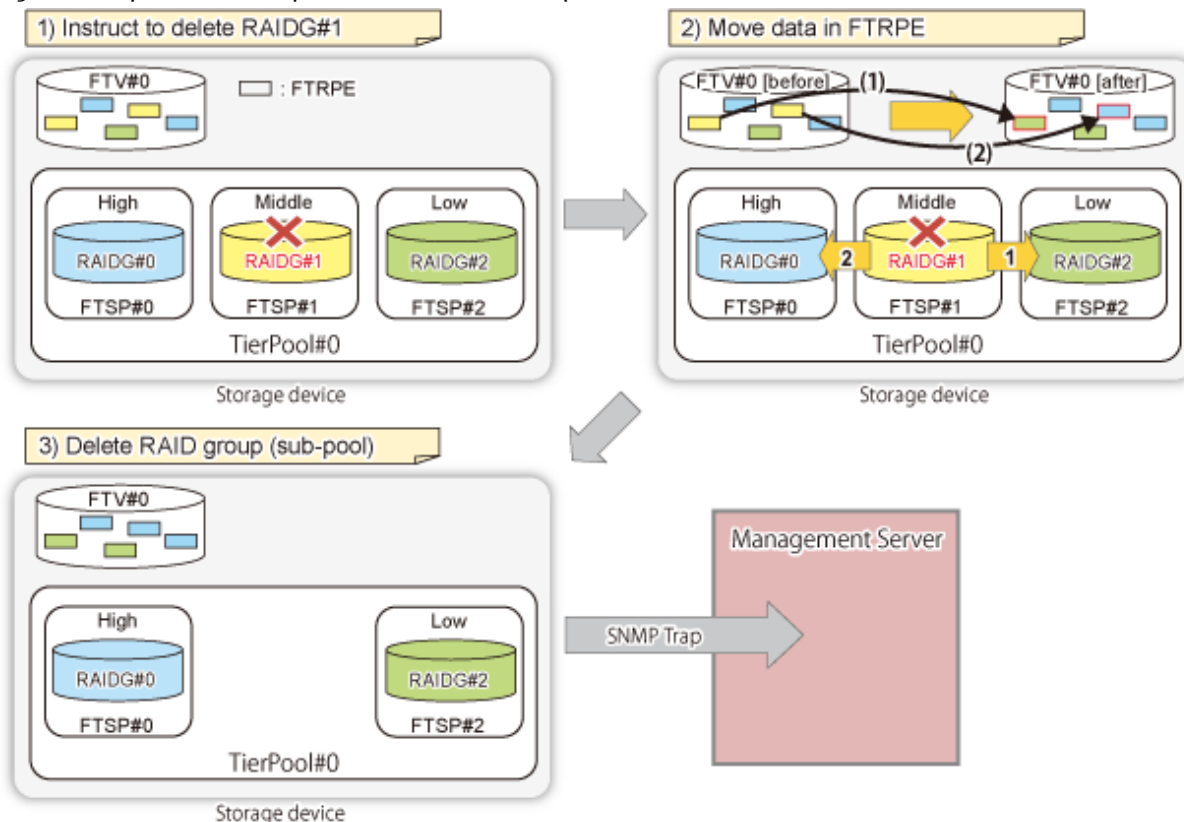 1) Instruct to delete RAIDG#1
FTV#0
: FTRPE
High
Middle
Low
RAIDG#0
RAIDG#1
RAIDG#2
FTSP#0
FTSP#1
FTSP#2
TierPool#0
Storage device
2) Move data in FTRPE
FTV#0 [before]
(1)
FTV#0 [after]
(2)
High
Middle
Low
RAIDG#0
2
RAIDG#1
1
RAIDG#2
FTSP#0
FTSP#1
FTSP#2
TierPool#0
Storage device
3) Delete RAID group (sub-pool)
FTV#0
High
Low
RAIDG#0
RAIDG#2
FTSP#0
FTSP#2
TierPool#0
Storage device
SNMP Trap
Management Server